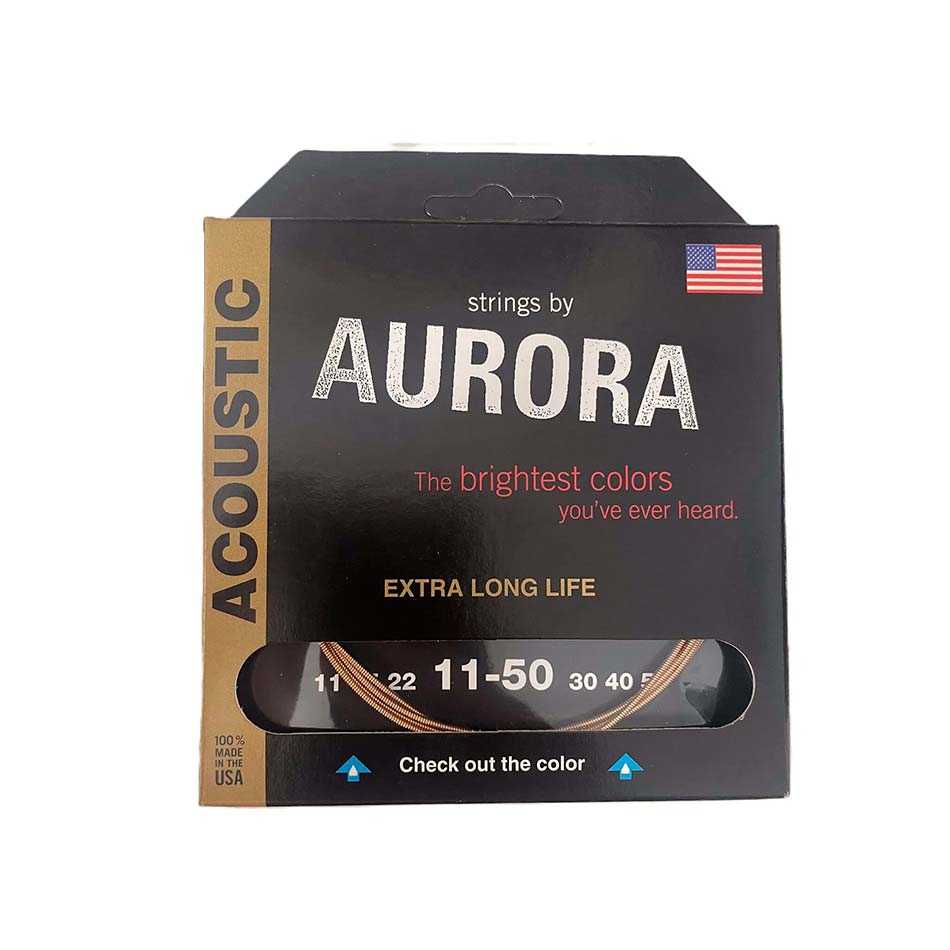 ACOUSTIC
strings by
AURORA
The brightest colors
you've ever heard.
EXTRA LONG LIFE
11 22 11-50 30 40
100%
MADE
IN THE
USA
Check out the color